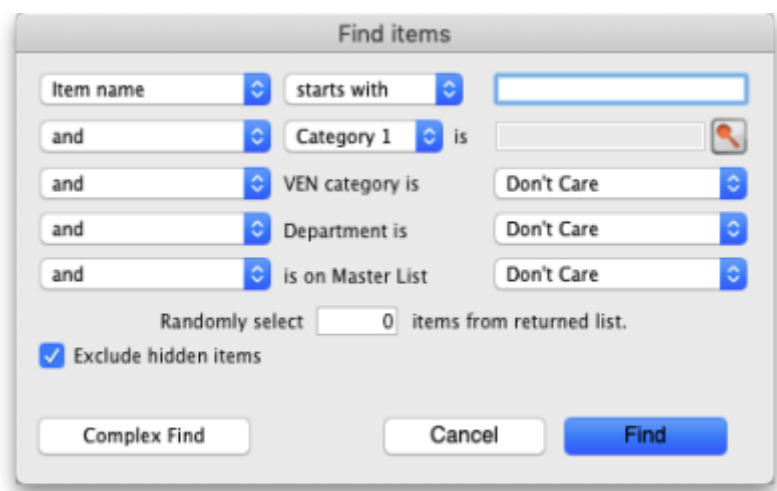 Find items
Item name starts with
and Category 1 is
and VEN category is Don't Care
and Department is Don't Care
and is on Master List Don't Care
Randomly select 0 items from returned list.
Exclude hidden items
Complex Find Cancel Find